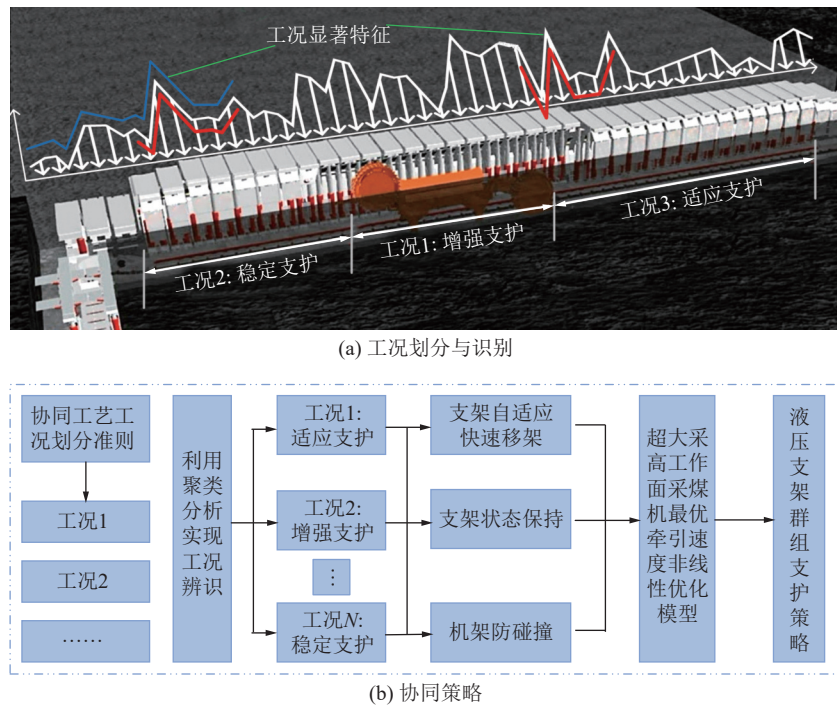 工况显著特征
工况3: 适应支护
工况1: 增强支护
工况2: 稳定支护
(a) 工况划分与识别
协同工艺工
况划分准则
工况1
工况2
……
利用
聚类
分析
实现
工况
辨识
工况1:
适应支护
工况2:
增强支护
⋮
工况N:
稳定支护
支架自适应
快速移架
支架状态保持
机架防碰撞
超大采
高工作
面采煤
机最优
牵引速
度非线
性优化
模型
液
压
支
架
群
组
支
护
策
略
(b) 协同策略